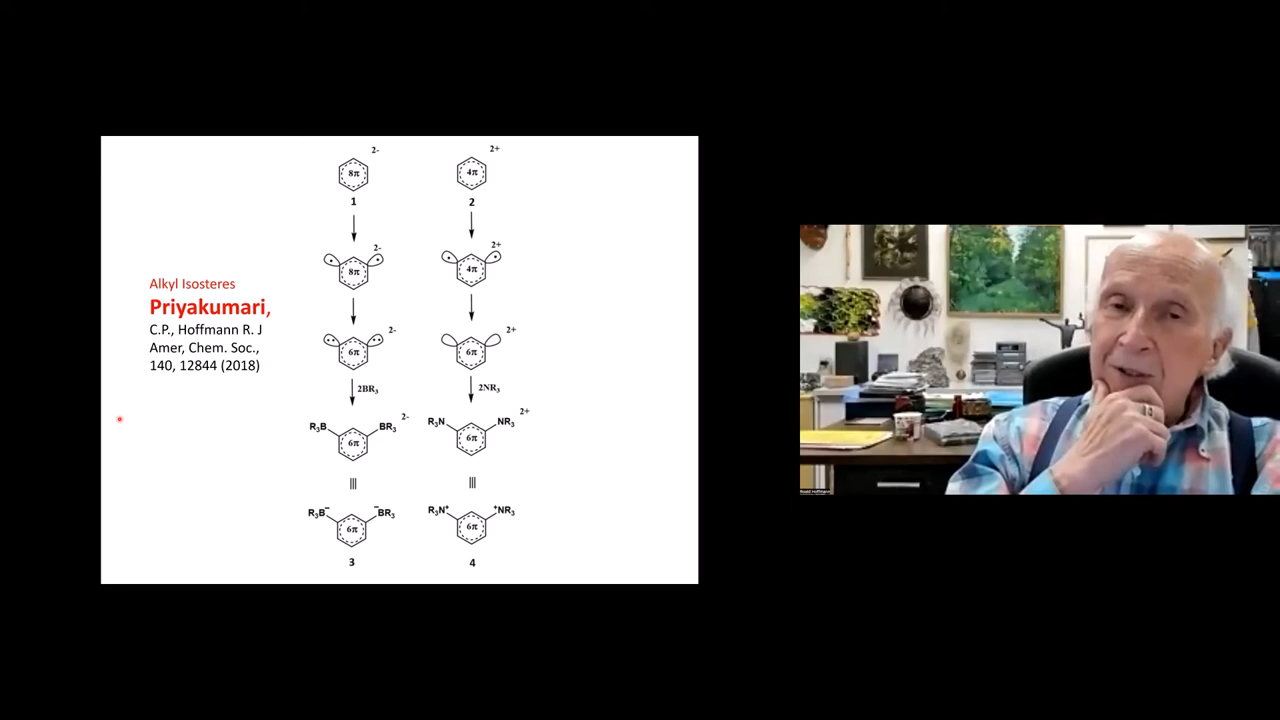 2-
2+
8π
4π
1
2
2-
2+
8π
4π
Alkyl Isosteres
Priyakumari,
C.P., Hoffmann R. J
Amer, Chem. Soc.,
140, 12844 (2018)
2-
2+
6π
6π
2BR3
2NR3
2-
2+
R3B
BR3
R3N
NR3
6π
6π
R3B−
−BR3
R3N+
+NR3
6π
6π
3
4
Roald Hoffmann